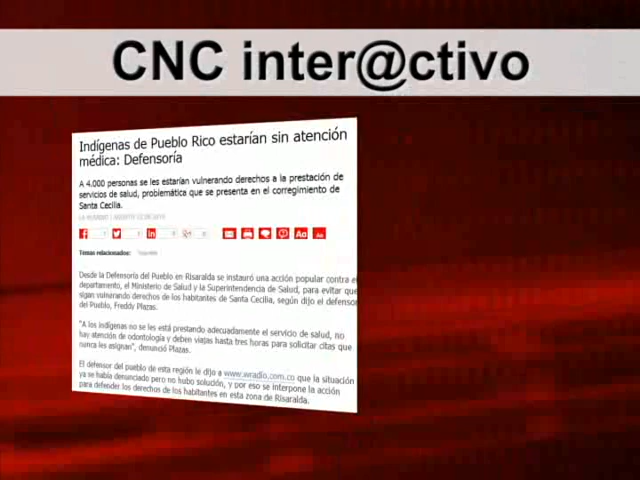 CNC inter@ctivo
Indígenas de Pueblo Rico estarían sin atención
médica: Defensoría
A 4.000 personas se les estarían vulnerando derechos a la prestación de
servicios de salud, problemática que se presenta en el corregimiento de
Santa Cecilia.
Temas relacionados:
Desde la Defensoría del Pueblo en Risaralda se instauró una acción popular contra el
departamento, el Ministerio de Salud y la Superintendencia de Salud, para evitar que
sigan vulnerando derechos de los habitantes de Santa Cecilia, según dijo el defensor
del Pueblo, Freddy Plazas.
"A los indígenas no se les está prestando adecuadamente el servicio de salud, no
hay atención de odontología y deben viajas hasta tres horas para solicitar citas que
nunca les asignan", denunció Plazas.
El defensor del pueblo de esta región le dijo a www.wradio.com.co que la situación
ya se había denunciado pero no hubo solución, y por eso se interpone la acción
para defender los derechos de los habitantes en esta zona de Risaralda.